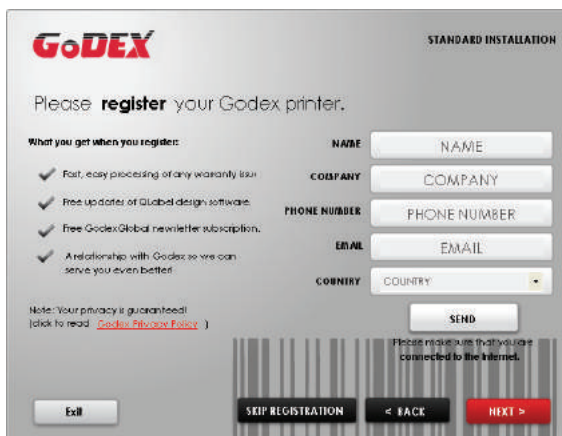 GoDEX
STANDARD INSTALLATION
Please register your Godex printer.
What you get when you register:
Fast, easy processing of any warranty issue
Free updates of QLabel design software.
Free GodexGlobal newsletter subscription.
A relationship with Godex so we can
serve you even better!
Note: Your privacy is guaranteed!
(click to read Godex Privacy Policy )
NAME NAME
COMPANY COMPANY
PHONE NUMBER PHONE NUMBER
EMAIL EMAIL
COUNTRY COUNTRY
SEND
Please make sure that you are
connected to the Internet.
Exit
SKIP REGISTRATION
< BACK
NEXT >